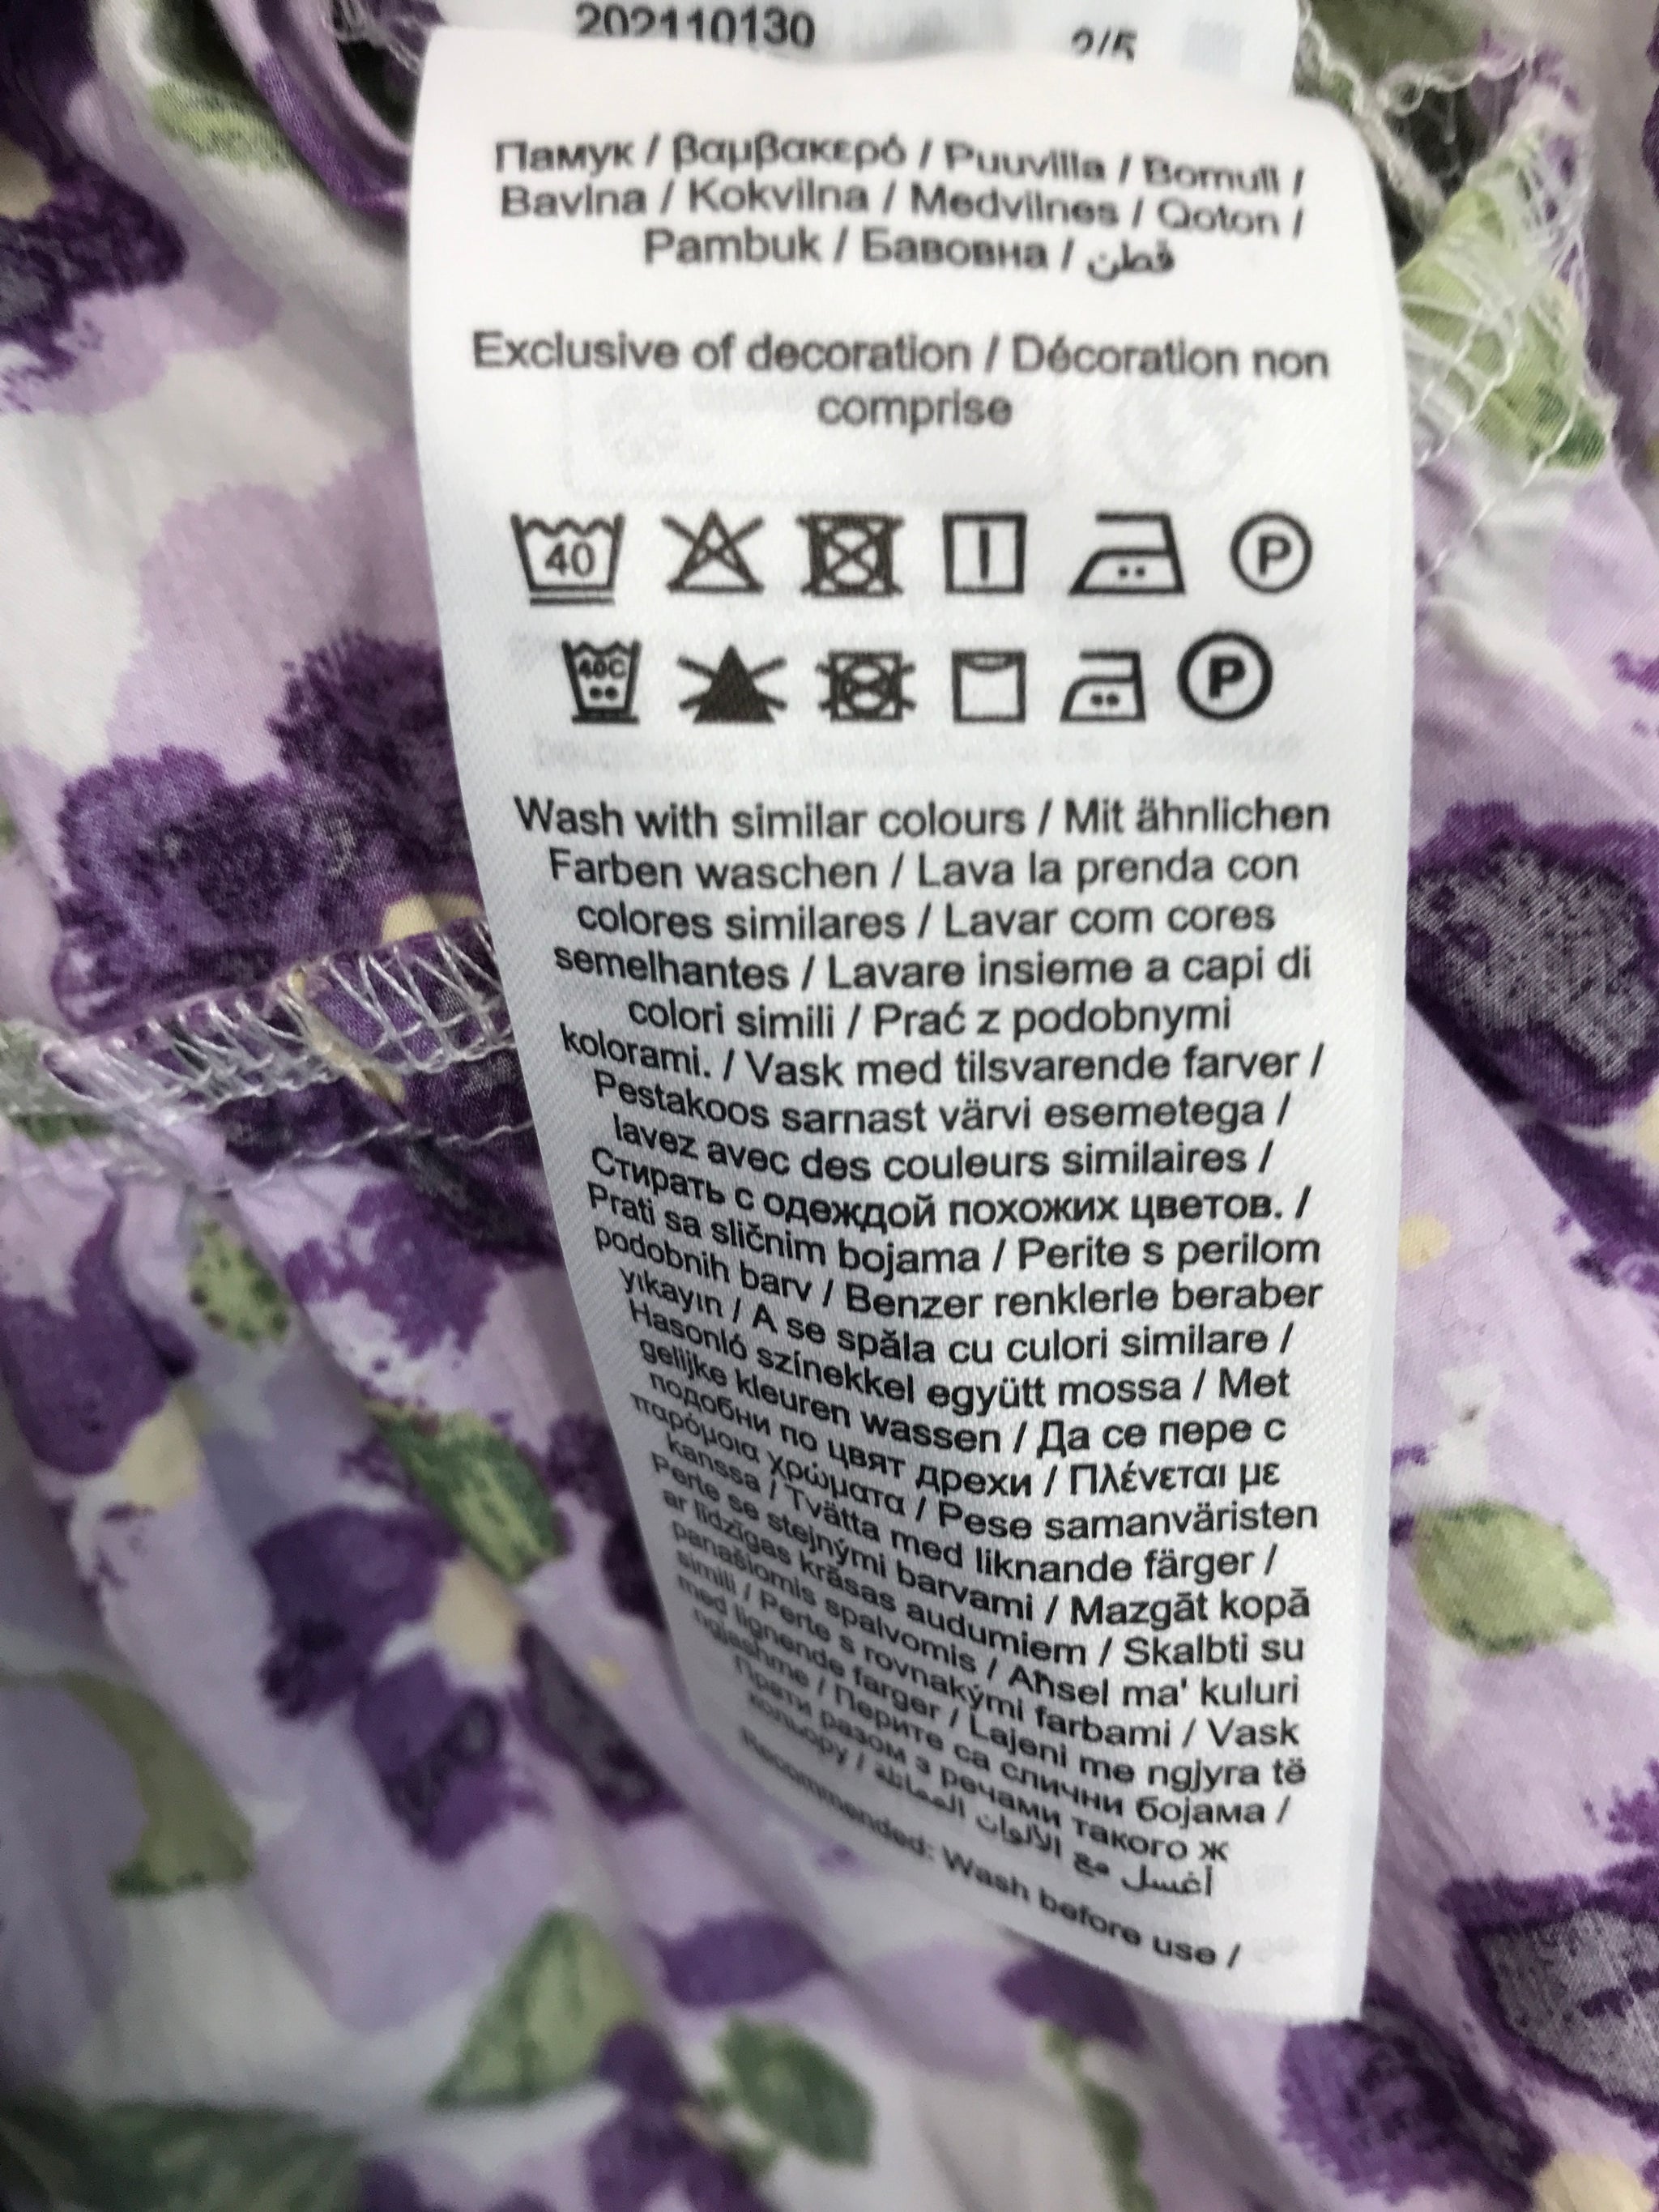 202110130 2/5
Памук / βαμβακερό / Puuvilla / Bomull /
Bavlna / Kokvilna / Medvilnes / Qoton /
Pambuk / Бавовна / قطن
Exclusive of decoration / Décoration non
comprise
40 P
40C P
Wash with similar colours / Mit ähnlichen
Farben waschen / Lava la prenda con
colores similares / Lavar com cores
semelhantes / Lavare insieme a capi di
colori simili / Prać z podobnymi
kolorami. / Vask med tilsvarende farver /
Pestakoos sarnast värvi esemetega /
lavez avec des couleurs similaires /
Стирать с одеждой похожих цветов. /
Prati sa sličnim bojama / Perite s perilom
podobnih barv / Benzer renklerle beraber
yıkayın / A se spăla cu culori similare /
Hasonló színekkel együtt mossa / Met
gelijke kleuren wassen / Да се пере с
подобни по цвят дрехи / Πλένεται με
παρόμοια χρώματα / Pese samanväristen
kanssa / Tvätta med liknande färger /
Perte se stejnými barvami / Mazgāt kopā
ar līdzīgas krāsas audumiem / Skalbti su
panašiomis spalvomis / Aħsel ma' kuluri
simili / Perte s rovnakými farbami / Vask
med lignende farger / Lajeni me ngjyra të
ngjashme / Перите са слични бојама /
Прати разом з речами такого ж
кольору / أغسل مع الألوان المماثلة
Recommended: Wash before use /